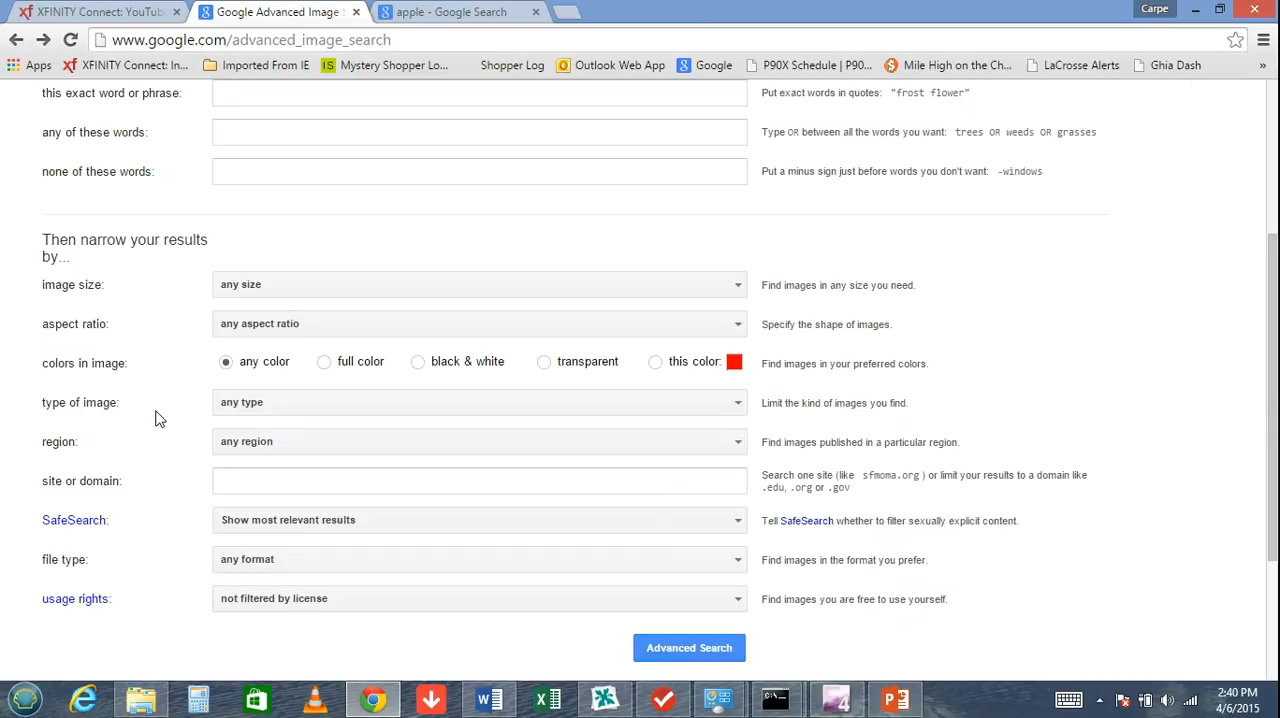 XFINITY Connect: YouTub
Google Advanced Image S
apple - Google Search
Carpe
www.google.com/advanced_image_search
Apps
XFINITY Connect: In...
Imported From IE
IS Mystery Shopper Lo...
Shopper Log
Outlook Web App
Google
P90X Schedule | P90...
Mile High on the Ch...
LaCrosse Alerts
Ghia Dash
»
this exact word or phrase:
Put exact words in quotes: "frost flower"
any of these words:
Type OR between all the words you want: trees OR weeds OR grasses
none of these words:
Put a minus sign just before words you don't want: -windows
Then narrow your results
by...
image size:
any size
Find images in any size you need.
aspect ratio:
any aspect ratio
Specify the shape of images.
colors in image:
any color full color black & white transparent this color:
Find images in your preferred colors.
type of image:
any type
Limit the kind of images you find.
region:
any region
Find images published in a particular region.
site or domain:
Search one site (like sfmoma.org ) or limit your results to a domain like
.edu, .org or .gov
SafeSearch:
Show most relevant results
Tell SafeSearch whether to filter sexually explicit content.
file type:
any format
Find images in the format you prefer.
usage rights:
not filtered by license
Find images you are free to use yourself.
Advanced Search
2:40 PM
4/6/2015